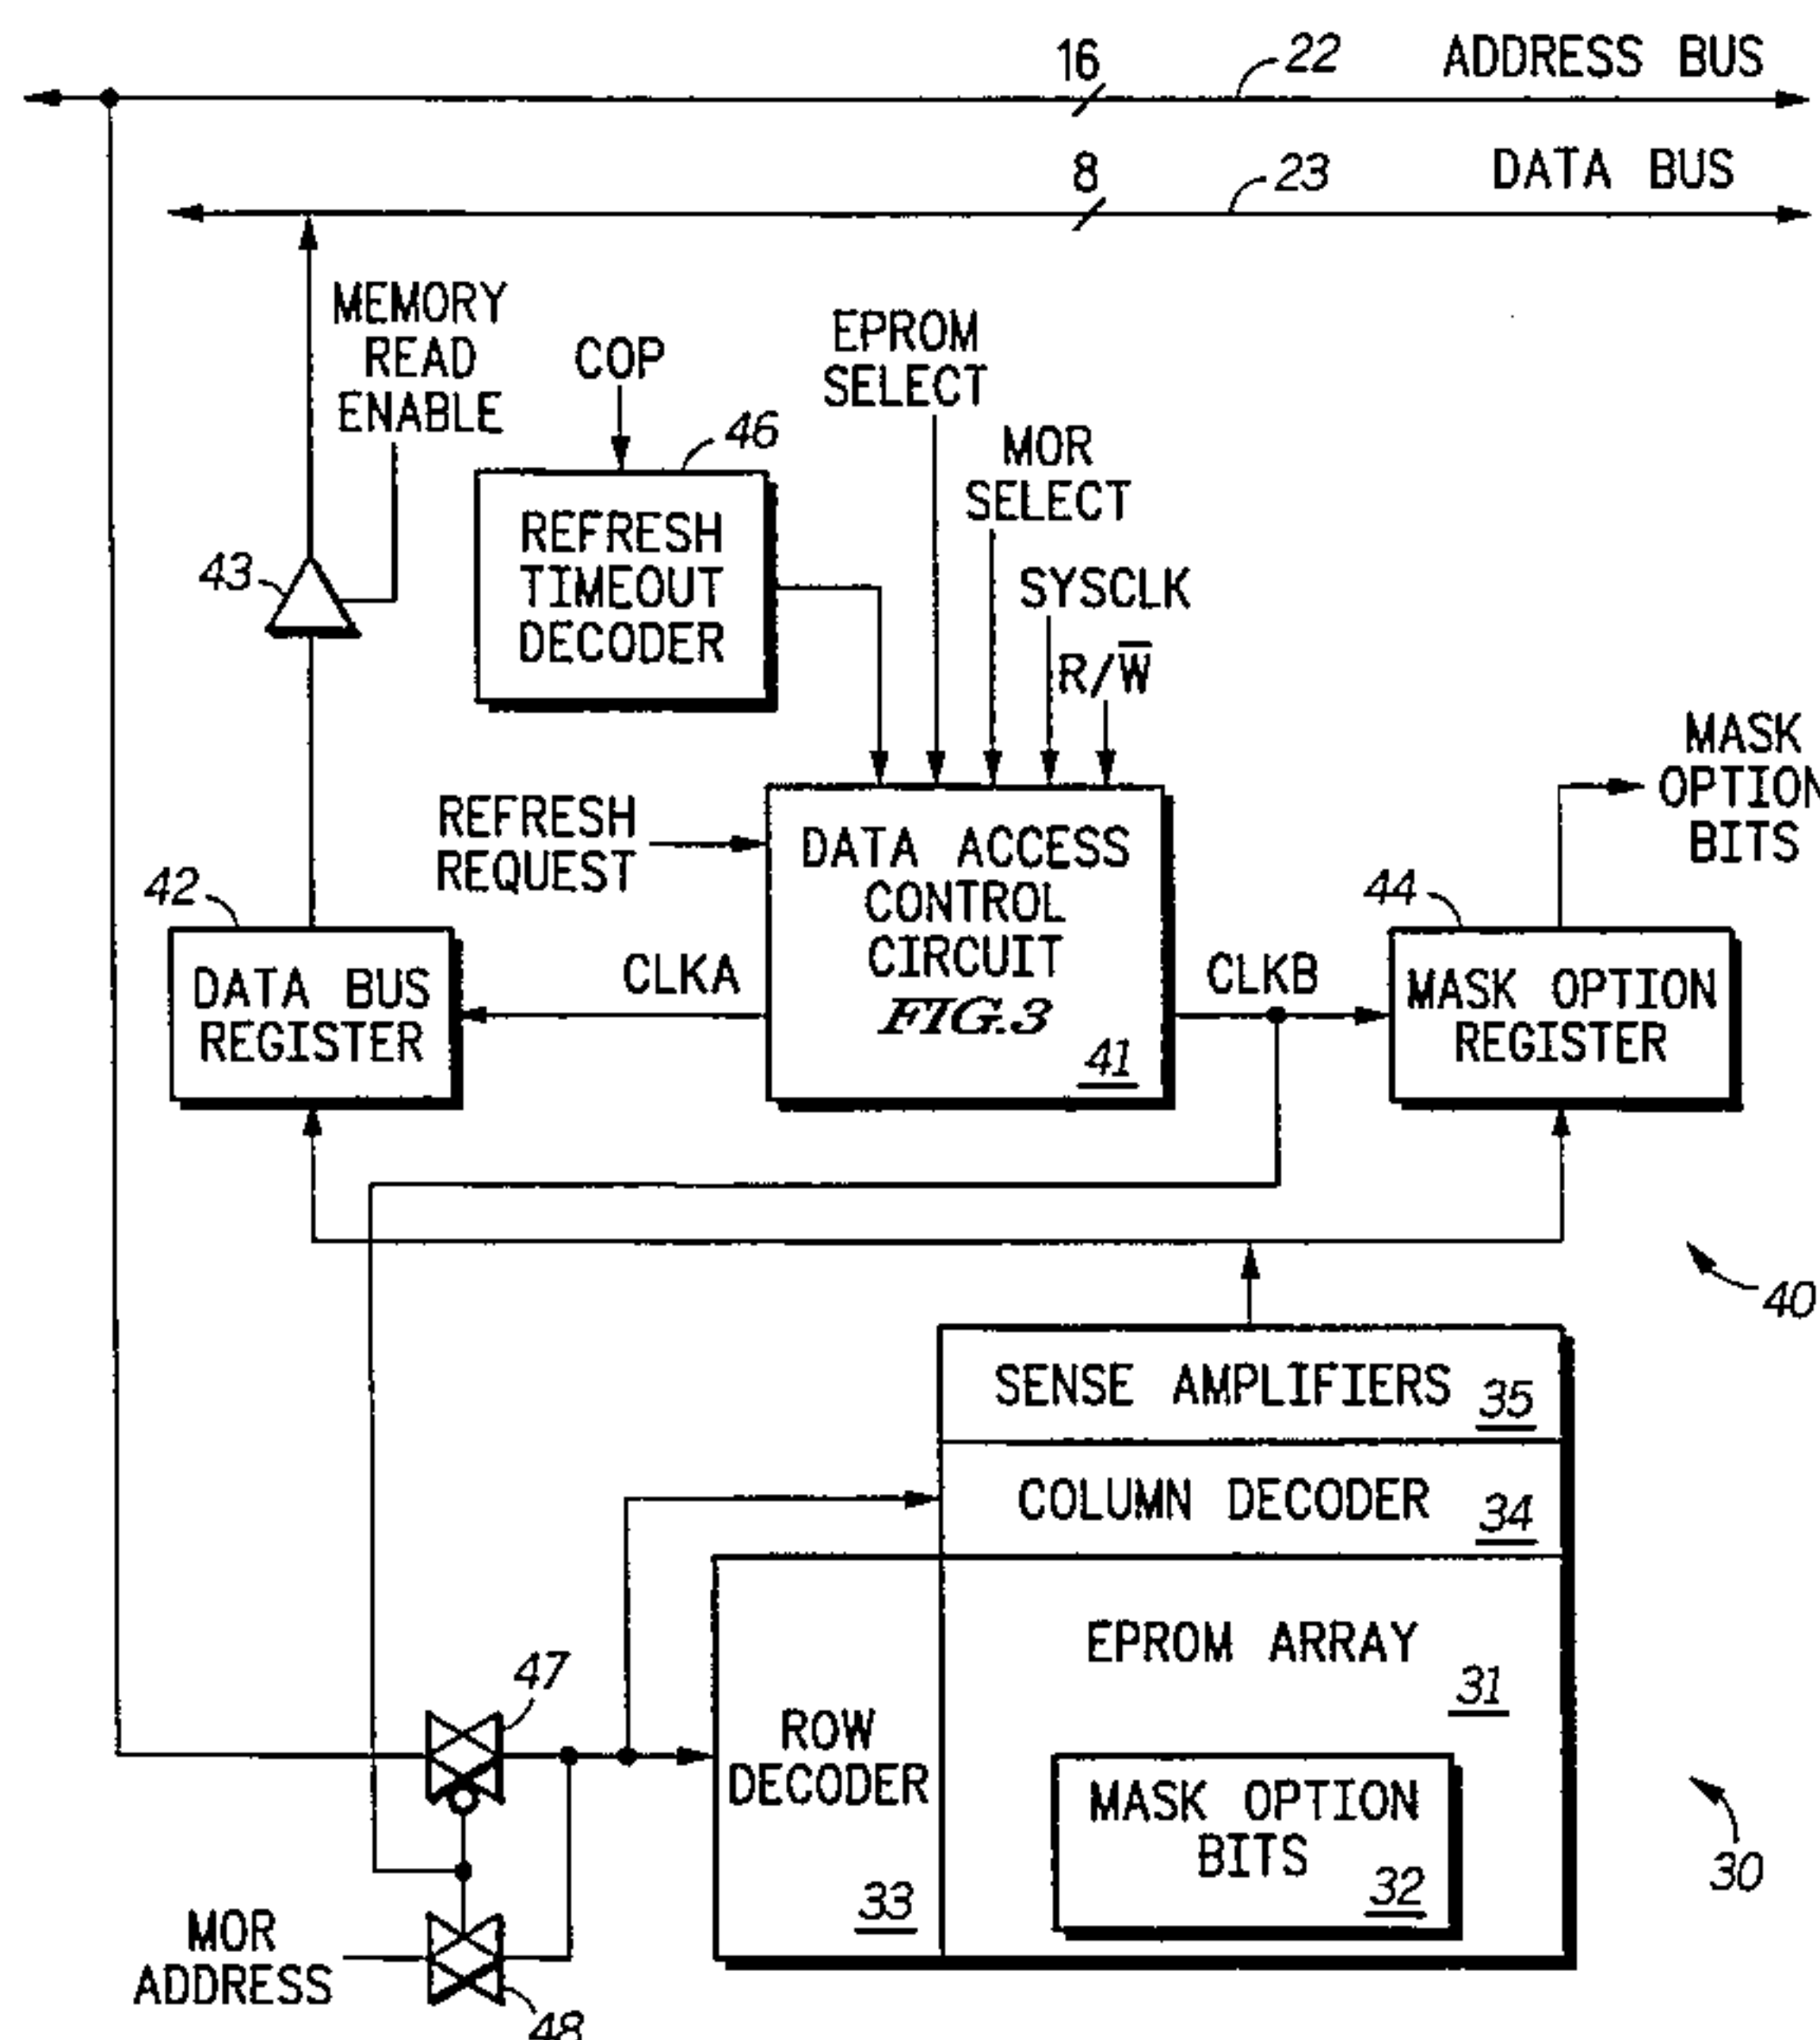 16
22
ADDRESS BUS
8
23
DATA BUS
MEMORY
READ
ENABLE
COP
EPROM
SELECT
MOR
SELECT
SYSCLK
R/W̅
46
REFRESH
TIMEOUT
DECODER
43
MASK
OPTION
BITS
REFRESH
REQUEST
DATA ACCESS
CONTROL
CIRCUIT
FIG.3
41
42
DATA BUS
REGISTER
CLKA
CLKB
44
MASK OPTION
REGISTER
40
SENSE AMPLIFIERS 35
COLUMN DECODER 34
EPROM ARRAY
31
47
ROW
DECODER
33
MASK OPTION
BITS
32
30
MOR
ADDRESS
48